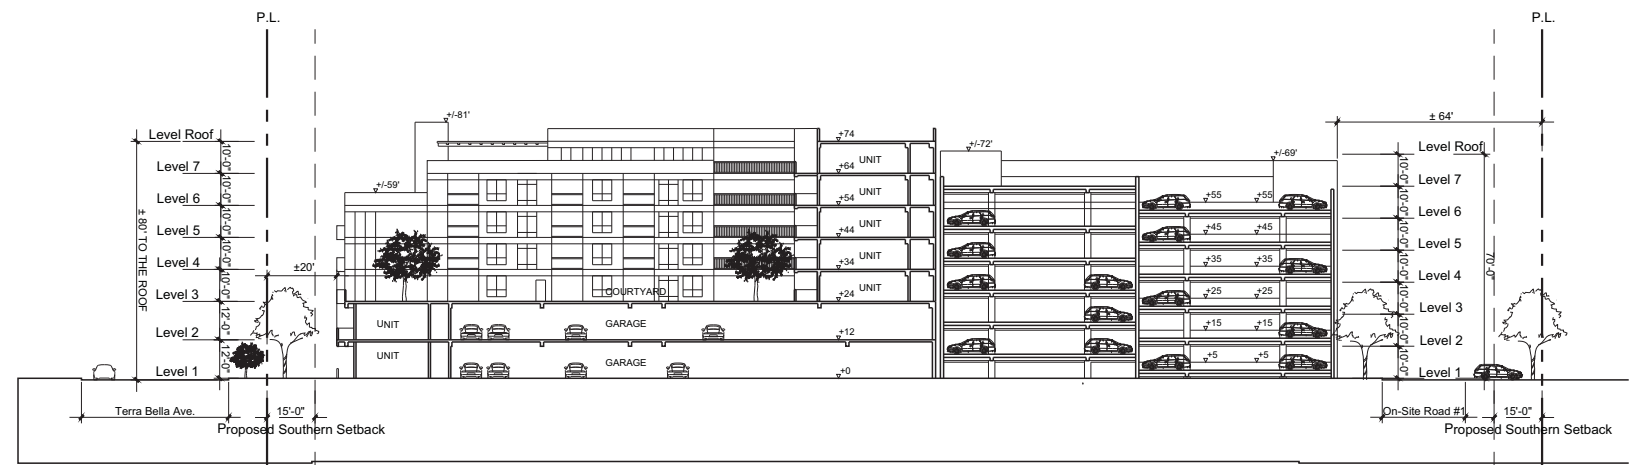 P.L.
P.L.
+/-81'
± 64'
Level Roof
+74
Level Roof
+/-72'
+/-69'
10'-0"
UNIT
10'-0"
Level 7
+64
Level 7
10'-0"
+/-59'
UNIT
+55
+55
10'-0"
Level 6
+54
Level 6
10'-0"
UNIT
10'-0"
Level 5
+44
+45
+45
Level 5
± 80' TO THE ROOF
10'-0"
UNIT
10'-0"
70'-0"
Level 4
±20'
+34
+35
+35
Level 4
10'-0"
COURTYARD
UNIT
10'-0"
Level 3
+24
+25
+25
Level 3
12'-0"
UNIT
GARAGE
10'-0"
Level 2
+12
+15
+15
Level 2
12'-0"
UNIT
GARAGE
+5
+5
10'-0"
Level 1
+0
Level 1
Terra Bella Ave.
15'-0"
On-Site Road #1
15'-0"
Proposed Southern Setback
Proposed Southern Setback